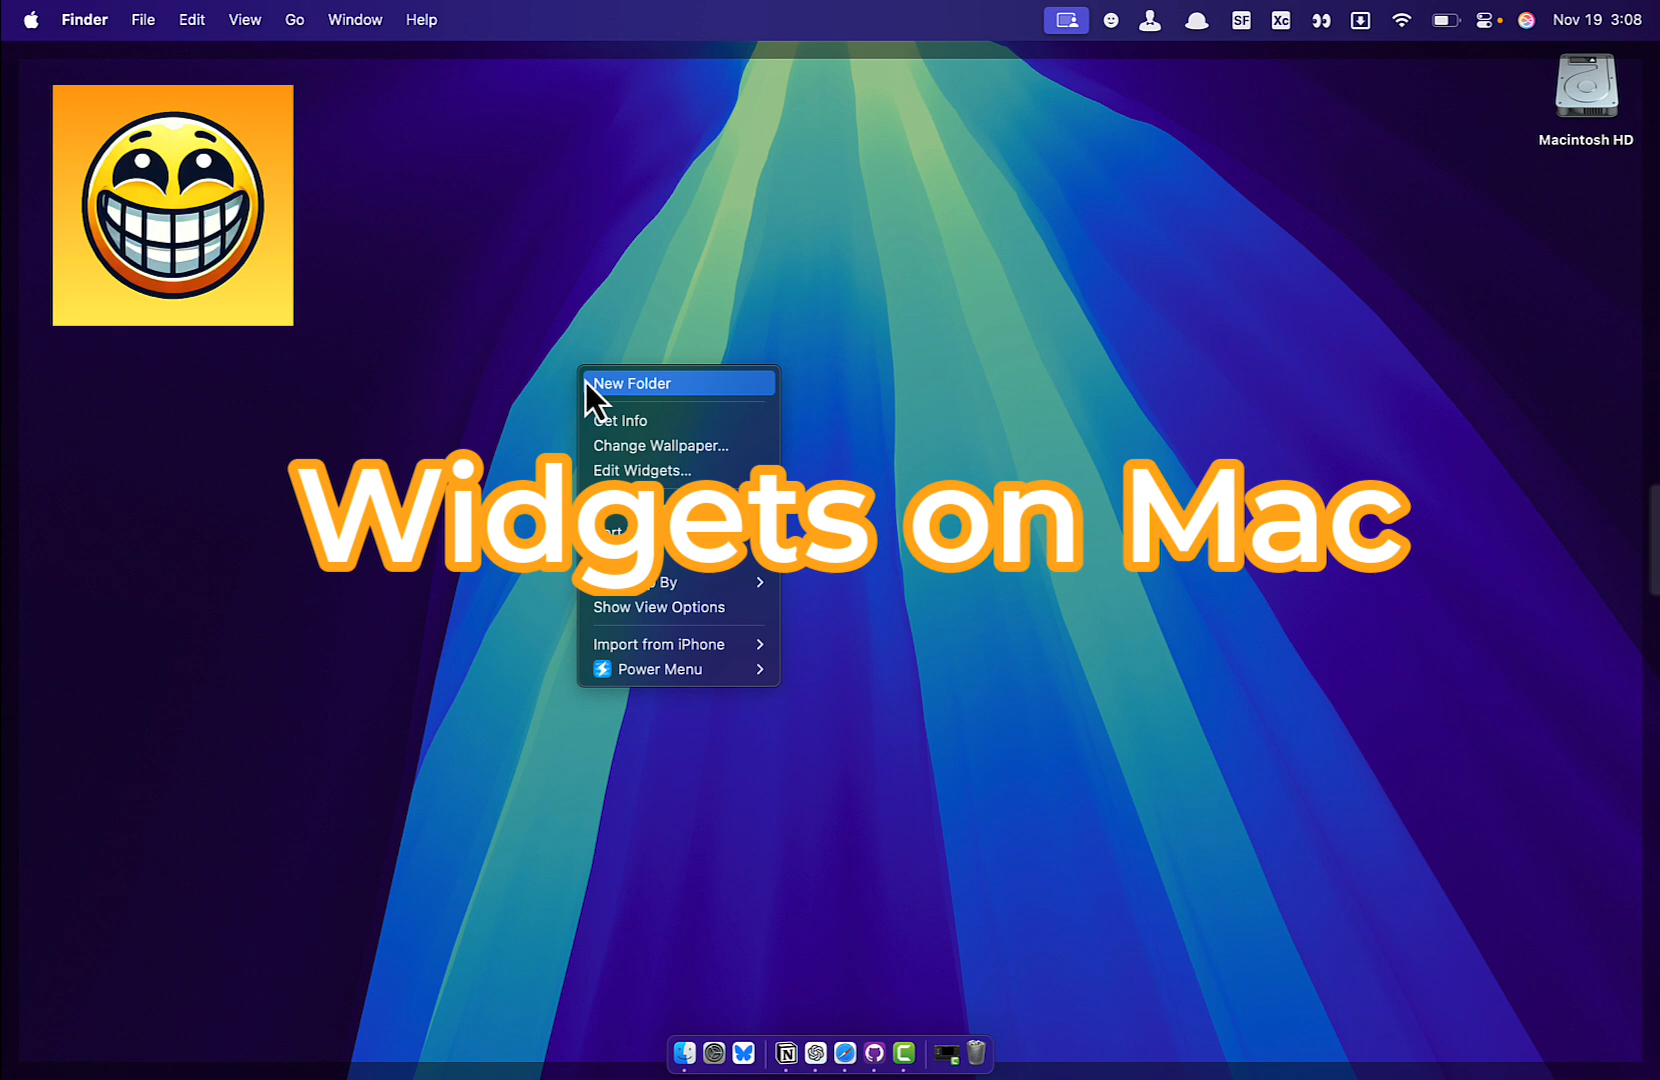 Finder File Edit View Go Window Help SF Xc Nov 19 3:08
Macintosh HD
New Folder
Get Info
Change Wallpaper...
Edit Widgets...
Widgets on Mac
By
Show View Options
Import from iPhone
Power Menu